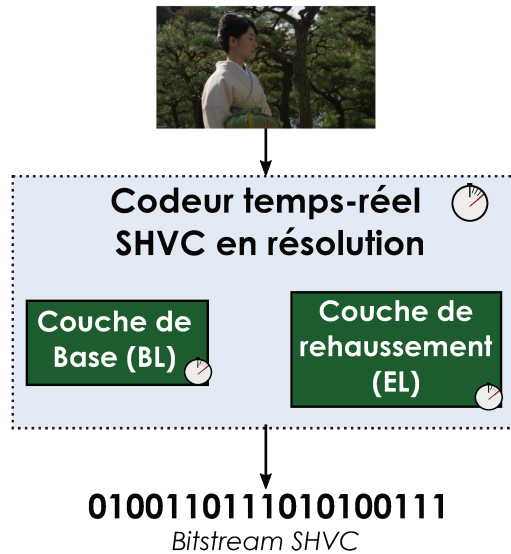 Codeur temps-réel
SHVC en résolution
Couche de
Base (BL)
Couche de
rehaussement
(EL)
0100110111010100111
Bitstream SHVC